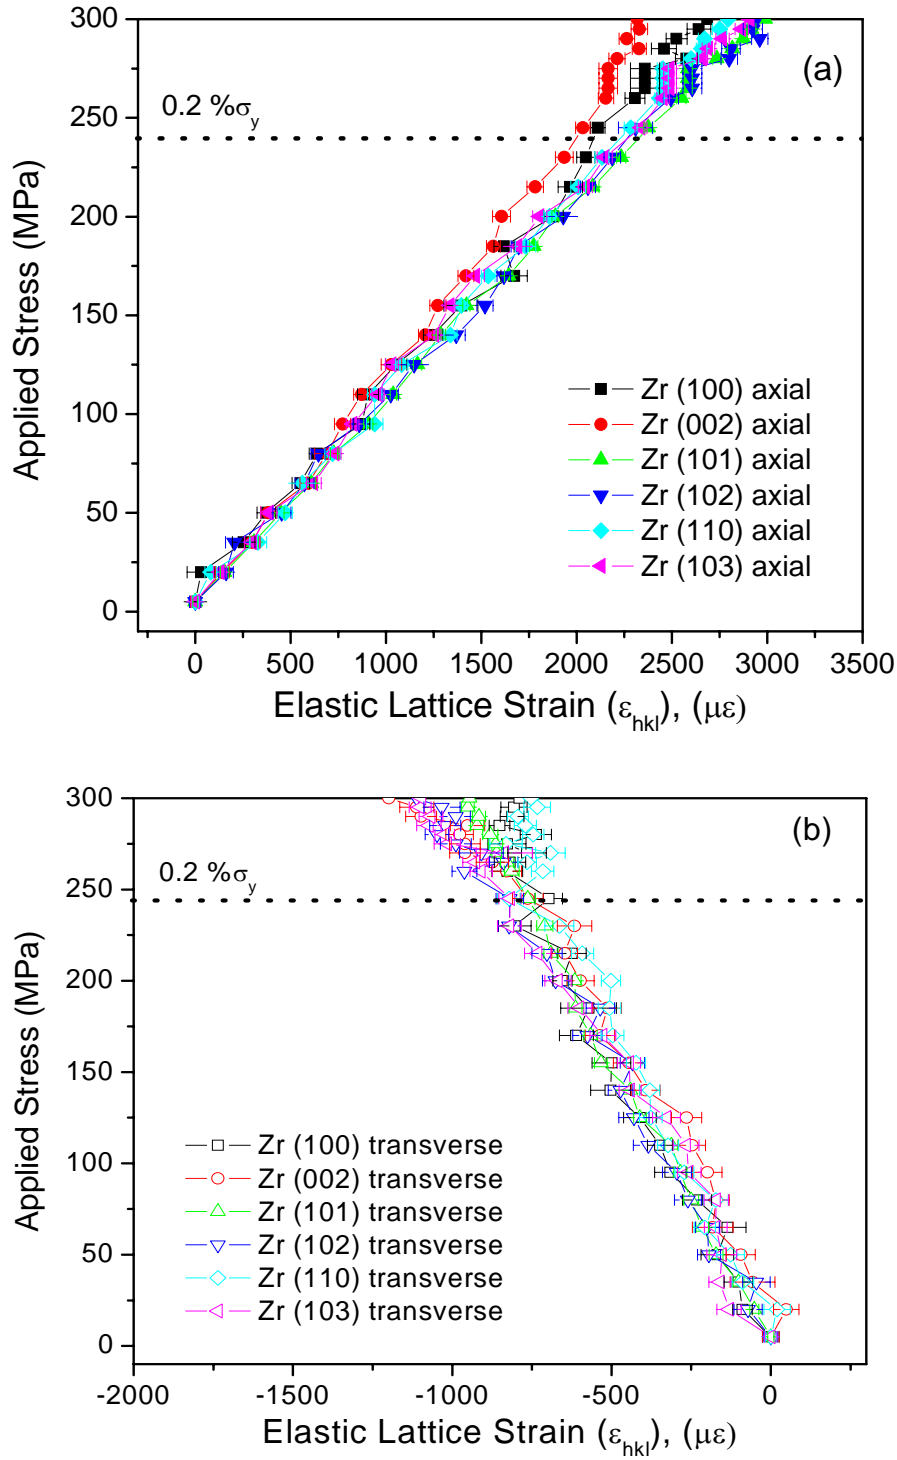 300
250
200
150
100
50
0
Applied Stress (MPa)
(a)
0.2 %σy
Zr (100) axial
Zr (002) axial
Zr (101) axial
Zr (102) axial
Zr (110) axial
Zr (103) axial
0 500 1000 1500 2000 2500 3000 3500
Elastic Lattice Strain (εhkl), (με)
300
250
200
150
100
50
0
Applied Stress (MPa)
(b)
0.2 %σy
Zr (100) transverse
Zr (002) transverse
Zr (101) transverse
Zr (102) transverse
Zr (110) transverse
Zr (103) transverse
-2000 -1500 -1000 -500 0
Elastic Lattice Strain (εhkl), (με)